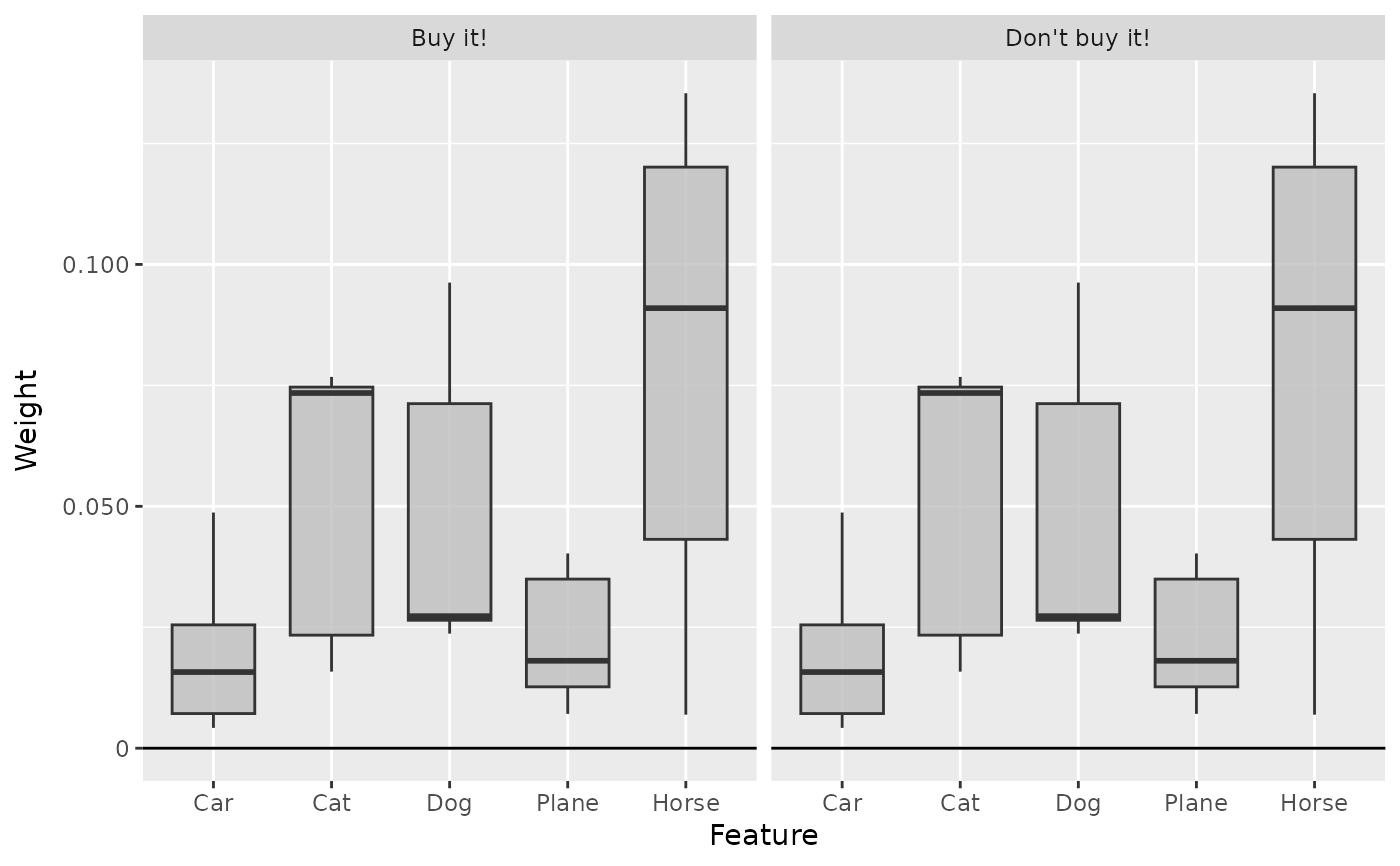 Buy it!
Don't buy it!
0.100
0.050
0
Weight
Car Cat Dog Plane Horse
Car Cat Dog Plane Horse
Feature